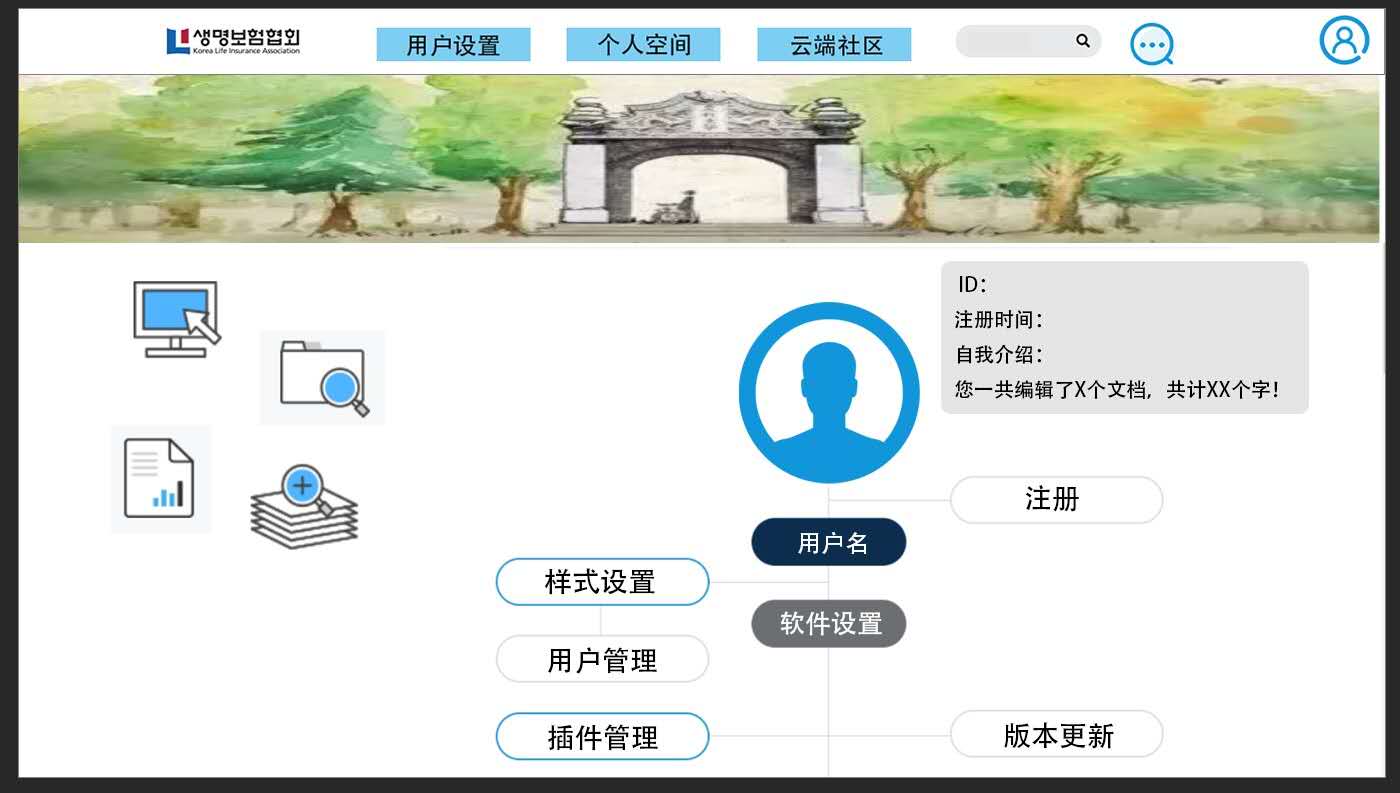 생명보험협회
Korea Life Insurance Association
用户设置
个人空间
云端社区
ID：
注册时间：
自我介绍：
您一共编辑了X个文档，共计XX个字！
注册
用户名
样式设置
软件设置
用户管理
插件管理
版本更新